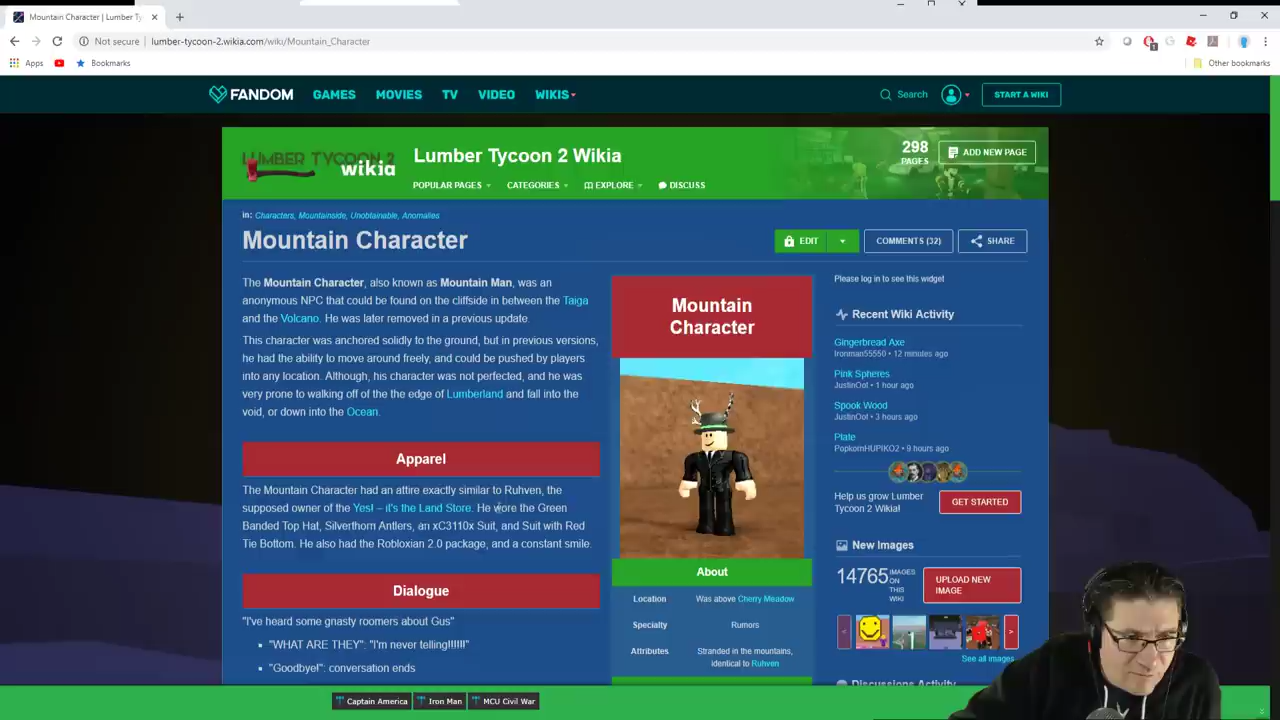 Mountain Character | Lumber Ty
Not secure | lumber-tycoon-2.wikia.com/wiki/Mountain_Character
1
Apps
Bookmarks
Other bookmarks
FANDOM
GAMES
MOVIES
TV
VIDEO
WIKIS
Search
START A WIKI
LUMBER TYCOON 2
wikia
Lumber Tycoon 2 Wikia
298
PAGES
ADD NEW PAGE
POPULAR PAGES
CATEGORIES
EXPLORE
DISCUSS
in: Characters, Mountainside, Unobtainable, Anomalies
Mountain Character
EDIT
COMMENTS (32)
SHARE
The Mountain Character, also known as Mountain Man, was an
anonymous NPC that could be found on the cliffside in between the Taiga
and the Volcano. He was later removed in a previous update.
This character was anchored solidly to the ground, but in previous versions,
he had the ability to move around freely, and could be pushed by players
into any location. Although, his character was not perfected, and he was
very prone to walking off of the the edge of Lumberland and fall into the
void, or down into the Ocean.
Apparel
The Mountain Character had an attire exactly similar to Ruhven, the
supposed owner of the Yes! – it's the Land Store. He wore the Green
Banded Top Hat, Silverthorn Antlers, an xC3110x Suit, and Suit with Red
Tie Bottom. He also had the Robloxian 2.0 package, and a constant smile.
Dialogue
"I've heard some gnasty roomers about Gus"
"WHAT ARE THEY": "I'm never telling!!!!!!"
"Goodbye!": conversation ends
Mountain
Character
About
Location
Was above Cherry Meadow
Specialty
Rumors
Attributes
Stranded in the mountains,
identical to Ruhven
Please log in to see this widget
Recent Wiki Activity
Gingerbread Axe
Ironman55550 • 12 minutes ago
Pink Spheres
JustinOof • 1 hour ago
Spook Wood
JustinOof • 3 hours ago
Plate
PopkornHUPIKO2 • 9 hours ago
Help us grow Lumber
Tycoon 2 Wikia!
GET STARTED
New Images
14765
IMAGES
ON
THIS
WIKI
UPLOAD NEW
IMAGE
See all images
Discussions Activity
Captain America
Iron Man
MCU Civil War